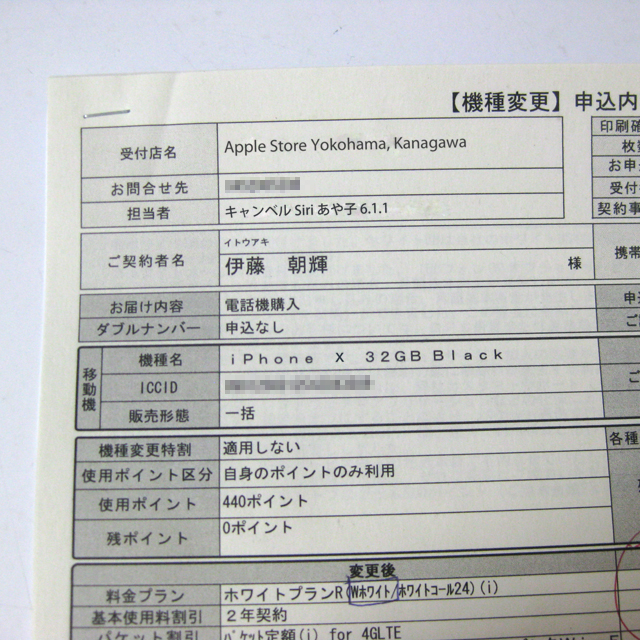 【機種変更】申込内
受付店名 Apple Store Yokohama, Kanagawa
お問合せ先
担当者 キャンベル Siri あや子 6.1.1
イトウアキ
ご契約者名 伊藤 朝輝 様
お届け内容 電話機購入
ダブルナンバー 申込なし
移動機
機種名 iPhone X 32GB Black
ICCID
販売形態 一括
機種変更特割 適用しない
使用ポイント区分 自身のポイントのみ利用
使用ポイント 440ポイント
残ポイント 0ポイント
変更後
料金プラン ホワイトプランR(Wホワイト/ホワイトコール24)(i)
基本使用料割引 2年契約
パケット割引 パケット定額(i) for 4GLTE
印刷確
枚数
お申
受付
契約事
携帯
申
ご
ご
各種